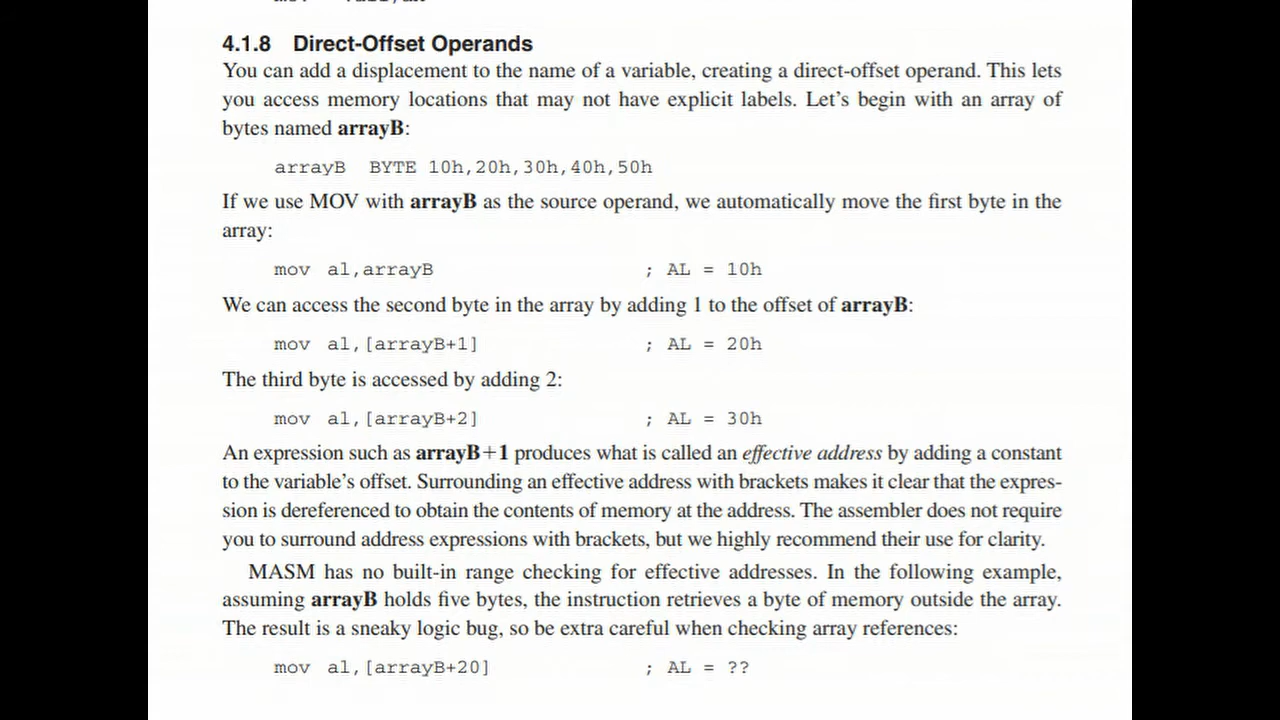 4.1.8 Direct-Offset Operands
You can add a displacement to the name of a variable, creating a direct-offset operand. This lets
you access memory locations that may not have explicit labels. Let's begin with an array of
bytes named arrayB:
arrayB BYTE 10h,20h,30h,40h,50h
If we use MOV with arrayB as the source operand, we automatically move the first byte in the
array:
mov al,arrayB ; AL = 10h
We can access the second byte in the array by adding 1 to the offset of arrayB:
mov al,[arrayB+1] ; AL = 20h
The third byte is accessed by adding 2:
mov al,[arrayB+2] ; AL = 30h
An expression such as arrayB+1 produces what is called an effective address by adding a constant
to the variable's offset. Surrounding an effective address with brackets makes it clear that the expres-
sion is dereferenced to obtain the contents of memory at the address. The assembler does not require
you to surround address expressions with brackets, but we highly recommend their use for clarity.
MASM has no built-in range checking for effective addresses. In the following example,
assuming arrayB holds five bytes, the instruction retrieves a byte of memory outside the array.
The result is a sneaky logic bug, so be extra careful when checking array references:
mov al,[arrayB+20] ; AL = ??